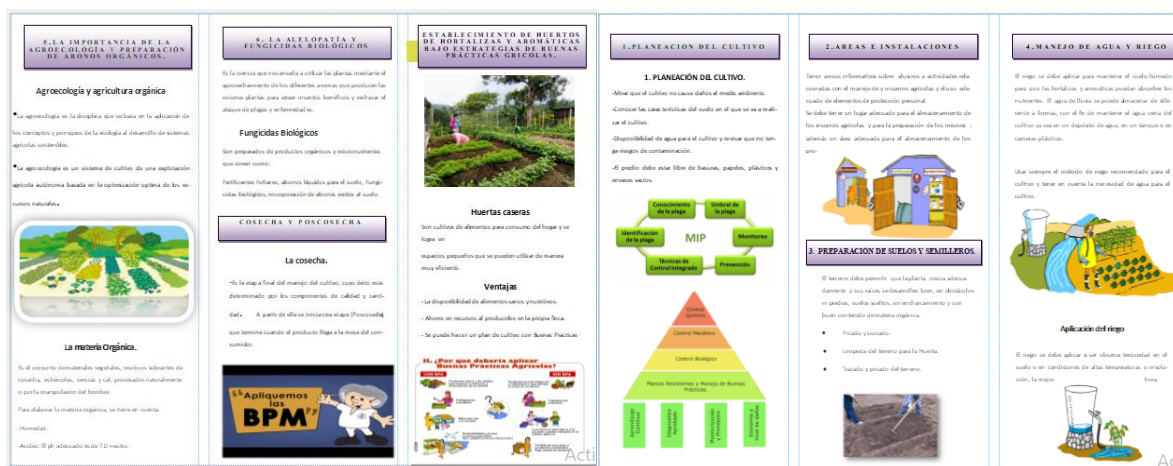 5.LA IMPORTANCIA DE LA
AGROECOLOGÍA Y PREPARACIÓN
DE ABONOS ORGÁNICOS.
Agroecología y agricultura orgánica
•La agroecología es la disciplina que se basa en la aplicación de
los conceptos y principios de la ecología al desarrollo de sistemas
agrícolas sostenibles.
•La agroecología es un sistema de cultivo de una explotación
agrícola autónoma basada en la optimización optima de los re-
cursos naturales.
La materia Orgánica.
Es el conjunto de materiales vegetales, residuos sobrantes de
cosecha, estiércoles, cenizas y cal, procesados naturalmente
o por la manipulación del hombre.
Para elaborar la materia orgánica, se tiene en cuenta.
.Humedad.
.Acidez: El ph adecuado es de 7.0 neutro.
6. LA ALELOPATÍA Y
FUNGICIDAS BIOLÓGICOS
Es la ciencia que nos enseña a utilizar las plantas mediante el
aprovechamiento de los diferentes aromas que producen las
mismas plantas para atraer insectos benéficos y rechazar el
ataque de plagas y enfermedades.
Fungicidas Biológicos
Son preparados de productos orgánicos y micronutrientes
que sirven como:
Fertilizantes Foliares, abonos líquidos para el suelo, Fungi-
cidas biológicos, incorporación de abonos verdes al suelo.
COSECHA Y POSCOSECHA
La cosecha.
-Es la etapa final del manejo del cultivo, cuyo éxito está
determinado por los componentes de calidad y canti-
dad. A partir de ella se inicia otra etapa (Poscosecha)
que termina cuando el producto llega a la mesa del con-
sumidor.
"Apliquemos
las
BPM"
ESTABLECIMIENTO DE HUERTOS
DE HORTALIZAS Y AROMÁTICAS
BAJO ESTRATEGIAS DE BUENAS
PRÁCTICAS GRICOLAS.
Huertas caseras
Son cultivos de alimentos para consumo del hogar y se
logra en
espacios pequeños que se pueden utilizar de manera
muy eficiente.
Ventajas
- La disponibilidad de alimentos sanos y nutritivos.
- Ahorro en recursos al producirlos en la propia finca.
- Se puede hacer un plan de cultivo con Buenas Practicas
II. ¿Por qué debería aplicar
Buenas Prácticas Agrícolas?
1.PLANEACION DEL CULTIVO
1. PLANEACIÓN DEL CULTIVO.
-Mirar que el cultivo no cause daños al medio ambiente.
-Conocer las características del suelo en el que se va a reali-
zar el cultivo.
-Disponibilidad de agua para el cultivo y revisar que no ten-
ga riesgos de contaminación.
-El predio debe estar libre de basuras, papeles, plásticos y
envases vacíos.
Conocimiento
de la plaga
Umbral de
la plaga
Identificación
de la plaga
MIP
Monitoreo
Técnicas de
Control Integrado
Prevención
Control
Químico
Control Mecánico
Control Biológico
Plantas Resistentes y Manejo de Buenas
Prácticas.
2.AREAS E INSTALACIONES
Tener avisos informativos sobre alusivos a actividades rela-
cionadas con el manejo de y insumos agrícolas y el uso ade-
cuado de elementos de protección personal.
Se debe tener un lugar adecuado para el almacenamiento de
los insumos agrícolas y para la preparación de los mismos ;
además un área adecuada para el almacenamiento de los
pro-
3. PREPARACIÓN DE SUELOS Y SEMILLEROS.
El terreno debe permitir que la planta crezca adecua-
damente y sus raíces se desarrollen bien, sin obstáculos
ni piedras, suelos sueltos, sin encharcamiento y con
buen contenido de materia orgánica.
• Picado y surcado.
• Limpieza del terreno para la Huerta.
• Trazado y picado del terreno.
4.MANEJO DE AGUA Y RIEGO
El riego se debe aplicar para mantener el suelo húmedo
para que las hortalizas y aromáticas puedan absorber los
nutrientes. El agua de lluvia se puede almacenar de dife-
rente a formas, con el fin de mantener el agua cerca del
cultivo ya sea en un depósito de agua, en un tanque o en
canecas plásticas.
Usar siempre el método de riego recomendado para el
cultivo y tener en cuenta la necesidad de agua para el
cultivo.
Aplicación del riego
El riego se debe aplicar a ser observa terquedad en el
suelo o en condiciones de altas temperaturas o insola-
ción, la mejor hora